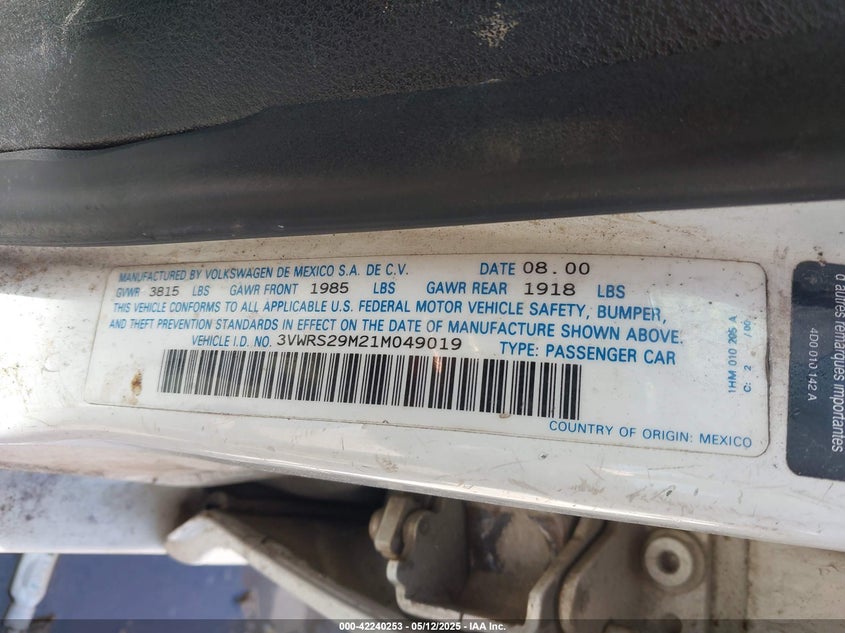 MANUFACTURED BY VOLKSWAGEN DE MEXICO S.A. DE C.V. DATE 08.00
GVWR 3815 LBS GAWR FRONT 1985 LBS GAWR REAR 1918 LBS
THIS VEHICLE CONFORMS TO ALL APPLICABLE U.S. FEDERAL MOTOR VEHICLE SAFETY, BUMPER,
AND THEFT PREVENTION STANDARDS IN EFFECT ON THE DATE OF MANUFACTURE SHOWN ABOVE.
VEHICLE I.D. NO. 3VWRS29M21M049019 TYPE: PASSENGER CAR
COUNTRY OF ORIGIN: MEXICO
1HM 010 205 A
C: 2 /00
4D0 010 142 A
d'autres remarques importantes
000-42240253 - 05/12/2025 - IAA, Inc.